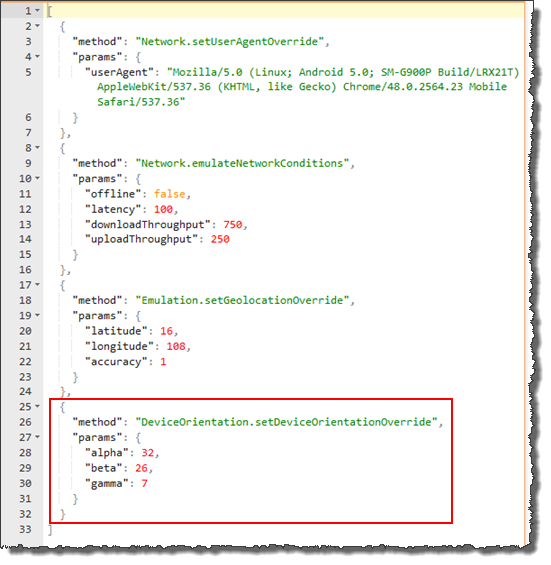 1 [
2 {
3 "method": "Network.setUserAgentOverride",
4 "params": {
5 "userAgent": "Mozilla/5.0 (Linux; Android 5.0; SM-G900P Build/LRX21T)
AppleWebKit/537.36 (KHTML, like Gecko) Chrome/48.0.2564.23 Mobile
Safari/537.36"
6 }
7 },
8 {
9 "method": "Network.emulateNetworkConditions",
10 "params": {
11 "offline": false,
12 "latency": 100,
13 "downloadThroughput": 750,
14 "uploadThroughput": 250
15 }
16 },
17 {
18 "method": "Emulation.setGeolocationOverride",
19 "params": {
20 "latitude": 16,
21 "longitude": 108,
22 "accuracy": 1
23 }
24 },
25 {
26 "method": "DeviceOrientation.setDeviceOrientationOverride",
27 "params": {
28 "alpha": 32,
29 "beta": 26,
30 "gamma": 7
31 }
32 }
33 ]